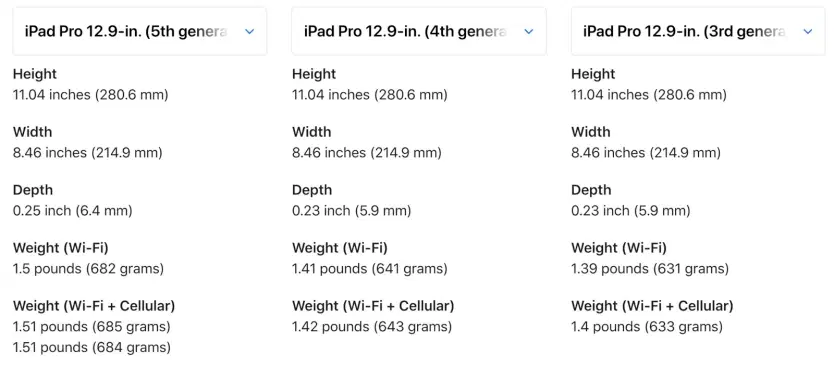 iPad Pro 12.9-in. (5th genera
Height
11.04 inches (280.6 mm)
Width
8.46 inches (214.9 mm)
Depth
0.25 inch (6.4 mm)
Weight (Wi-Fi)
1.5 pounds (682 grams)
Weight (Wi-Fi + Cellular)
1.51 pounds (685 grams)
1.51 pounds (684 grams)
iPad Pro 12.9-in. (4th genera
Height
11.04 inches (280.6 mm)
Width
8.46 inches (214.9 mm)
Depth
0.23 inch (5.9 mm)
Weight (Wi-Fi)
1.41 pounds (641 grams)
Weight (Wi-Fi + Cellular)
1.42 pounds (643 grams)
iPad Pro 12.9-in. (3rd genera
Height
11.04 inches (280.6 mm)
Width
8.46 inches (214.9 mm)
Depth
0.23 inch (5.9 mm)
Weight (Wi-Fi)
1.39 pounds (631 grams)
Weight (Wi-Fi + Cellular)
1.4 pounds (633 grams)